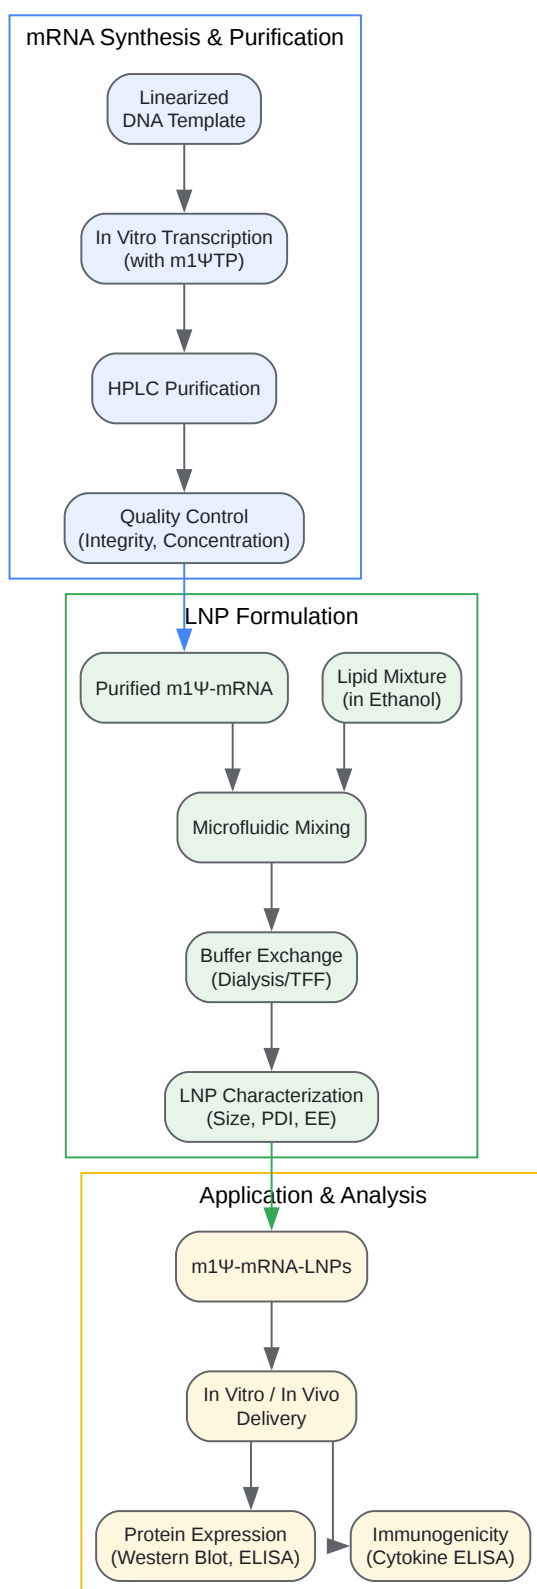 mRNA Synthesis & Purification
Linearized
DNA Template
In Vitro Transcription
(with m1ΨTP)
HPLC Purification
Quality Control
(Integrity, Concentration)
LNP Formulation
Purified m1Ψ-mRNA
Lipid Mixture
(in Ethanol)
Microfluidic Mixing
Buffer Exchange
(Dialysis/TFF)
LNP Characterization
(Size, PDI, EE)
Application & Analysis
m1Ψ-mRNA-LNPs
In Vitro / In Vivo
Delivery
Protein Expression
(Western Blot, ELISA)
Immunogenicity
(Cytokine ELISA)